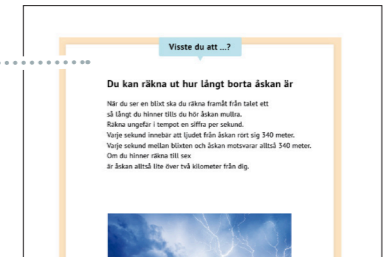 Visste du att ...?
Du kan räkna ut hur långt borta åskan är
När du ser en blixt ska du räkna framåt från talet ett
så långt du hinner tills du hör åskan mullra.
Räkna ungefär i tempot en siffra per sekund.
Varje sekund innebär att ljudet från åskan rört sig 340 meter.
Varje sekund mellan blixten och åskan motsvarar alltså 340 meter.
Om du hinner räkna till sex
är åskan alltså lite över två kilometer från dig.